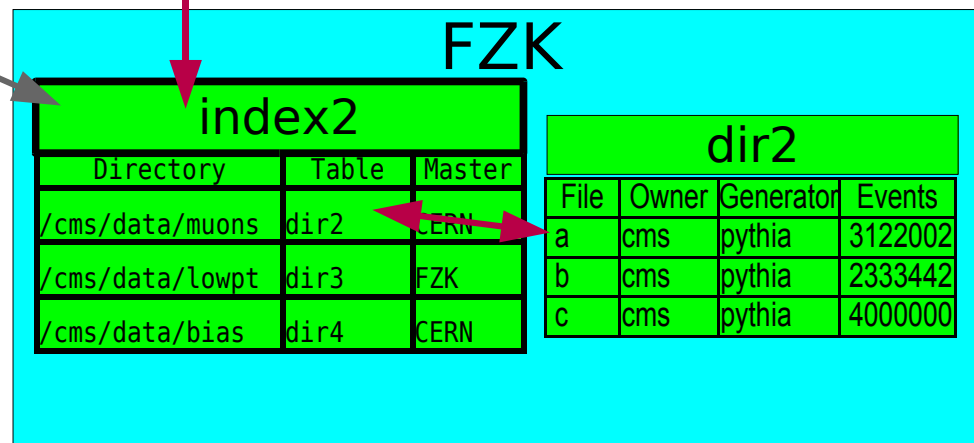 FZK
index2
Directory Table Master
/cms/data/muons dir2 CERN
/cms/data/lowpt dir3 FZK
/cms/data/bias dir4 CERN
dir2
File Owner Generator Events
a cms pythia 3122002
b cms pythia 2333442
c cms pythia 4000000